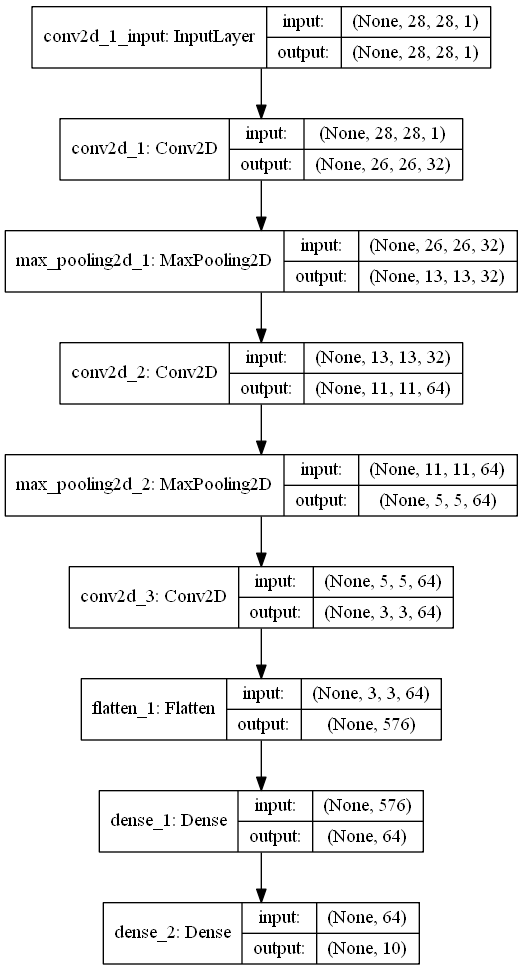 conv2d_1_input: InputLayer
input: (None, 28, 28, 1)
output: (None, 28, 28, 1)
conv2d_1: Conv2D
input: (None, 28, 28, 1)
output: (None, 26, 26, 32)
max_pooling2d_1: MaxPooling2D
input: (None, 26, 26, 32)
output: (None, 13, 13, 32)
conv2d_2: Conv2D
input: (None, 13, 13, 32)
output: (None, 11, 11, 64)
max_pooling2d_2: MaxPooling2D
input: (None, 11, 11, 64)
output: (None, 5, 5, 64)
conv2d_3: Conv2D
input: (None, 5, 5, 64)
output: (None, 3, 3, 64)
flatten_1: Flatten
input: (None, 3, 3, 64)
output: (None, 576)
dense_1: Dense
input: (None, 576)
output: (None, 64)
dense_2: Dense
input: (None, 64)
output: (None, 10)